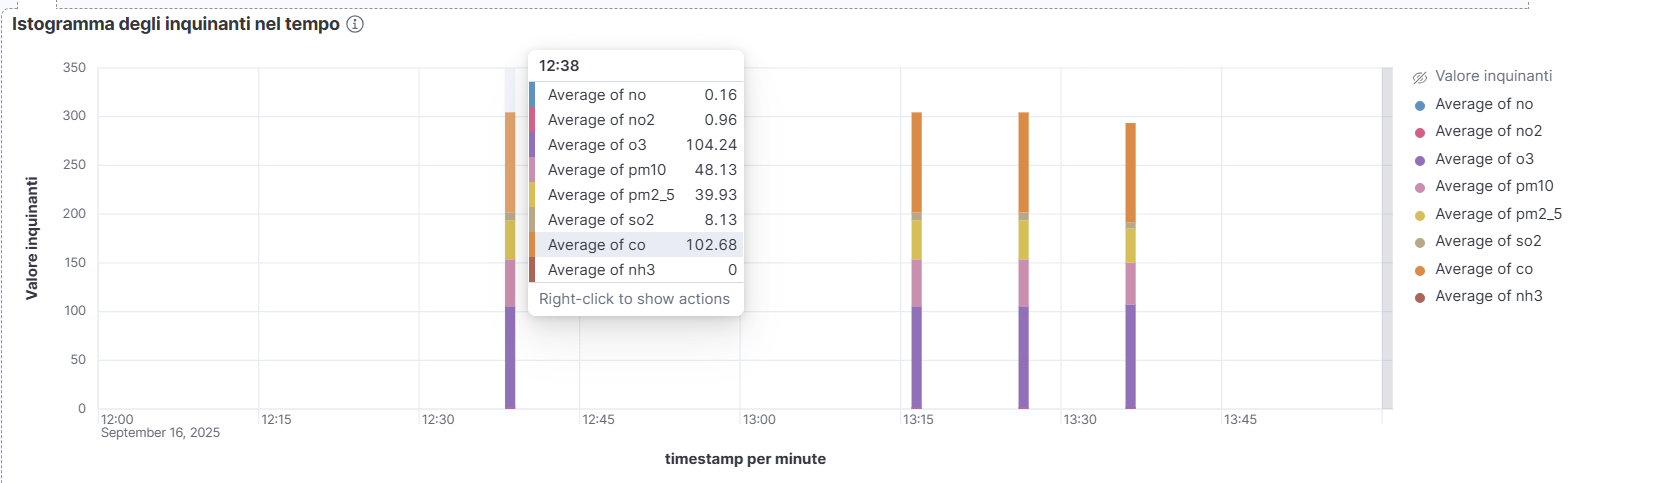 Istogramma degli inquinanti nel tempo
350
300
250
200
150
100
50
0
Valore inquinanti
12:38
Average of no 0.16
Average of no2 0.96
Average of o3 104.24
Average of pm10 48.13
Average of pm2_5 39.93
Average of so2 8.13
Average of co 102.68
Average of nh3 0
Right-click to show actions
Valore inquinanti
Average of no
Average of no2
Average of o3
Average of pm10
Average of pm2_5
Average of so2
Average of co
Average of nh3
12:00 12:15 12:30 12:45 13:00 13:15 13:30 13:45
September 16, 2025
timestamp per minute